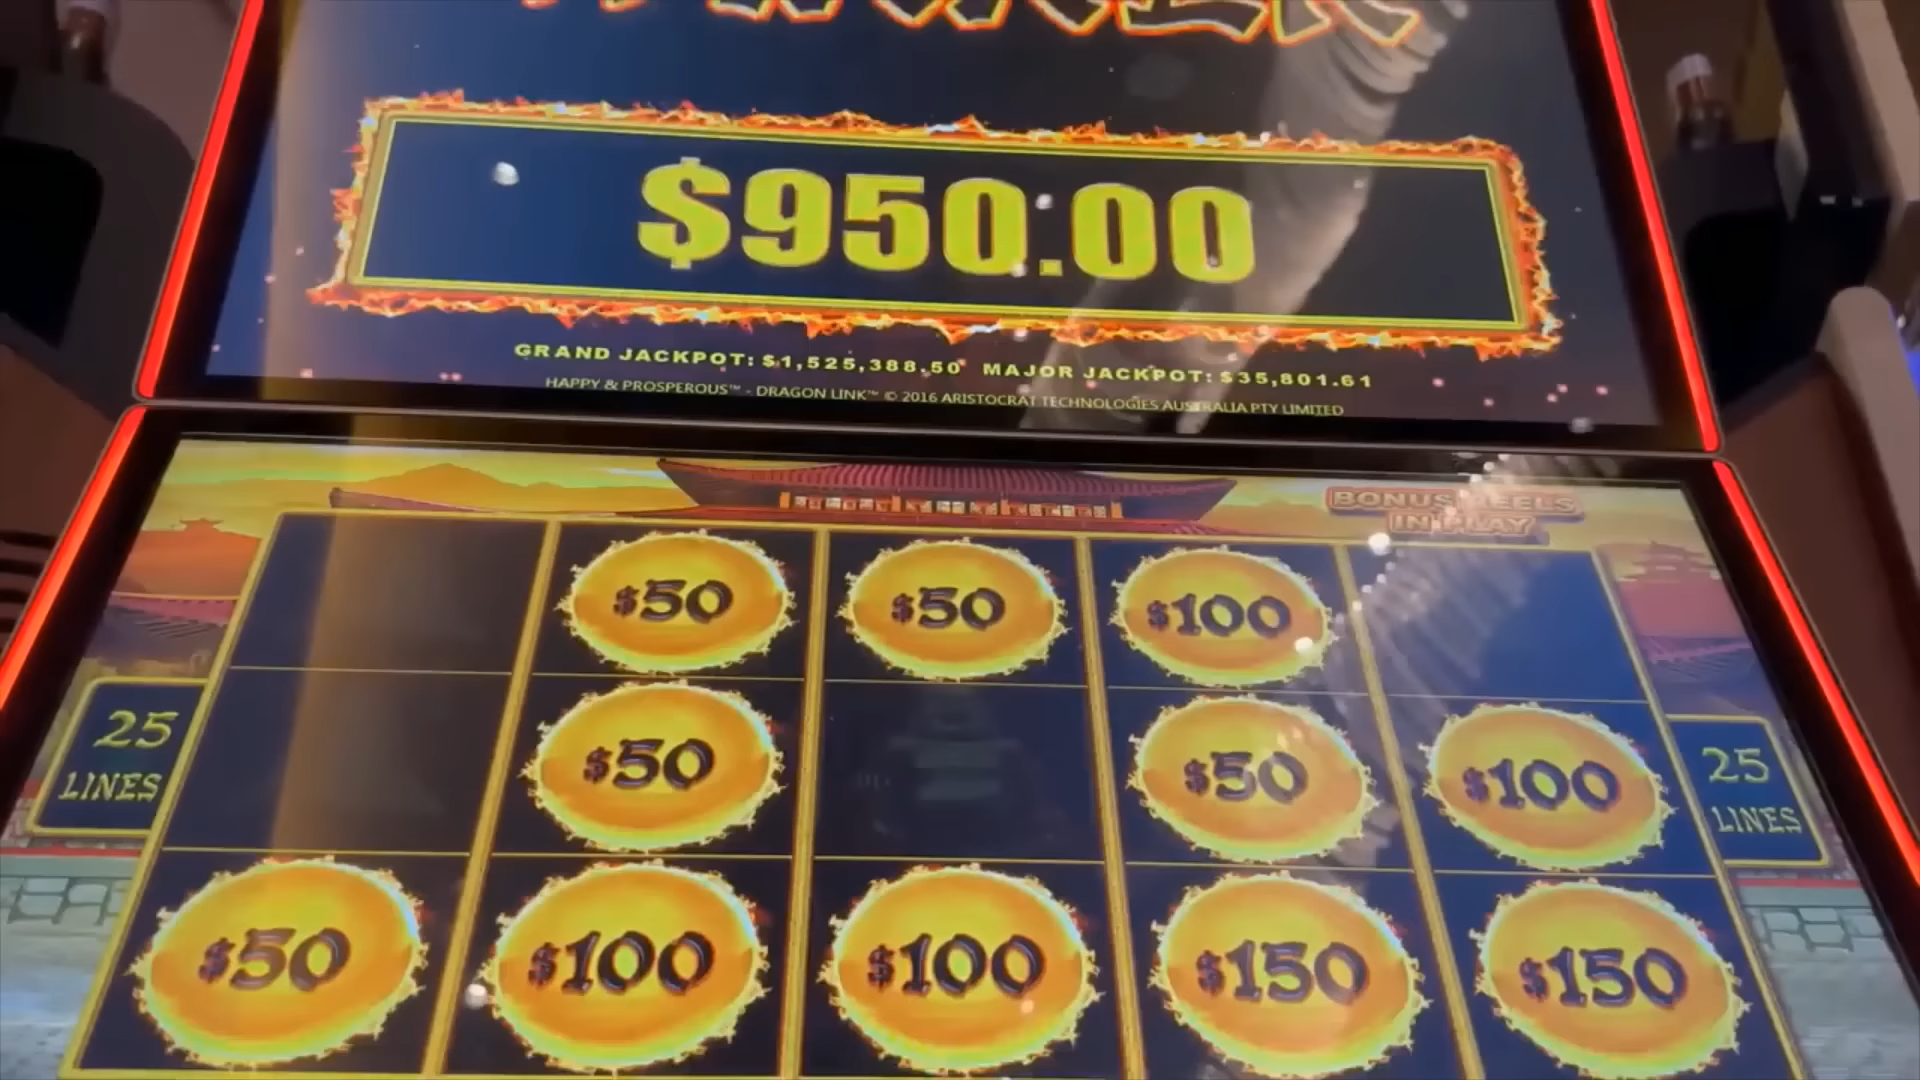 $950.00
GRAND JACKPOT: $1,525,388.50 MAJOR JACKPOT: $35,801.61
HAPPY & PROSPEROUS™ - DRAGON LINK™ © 2016 ARISTOCRAT TECHNOLOGIES AUSTRALIA PTY LIMITED
BONUS REELS
IN PLAY
$50 $50 $100
25
LINES
$50 $50 $100
25
LINES
$50 $100 $100 $150 $150